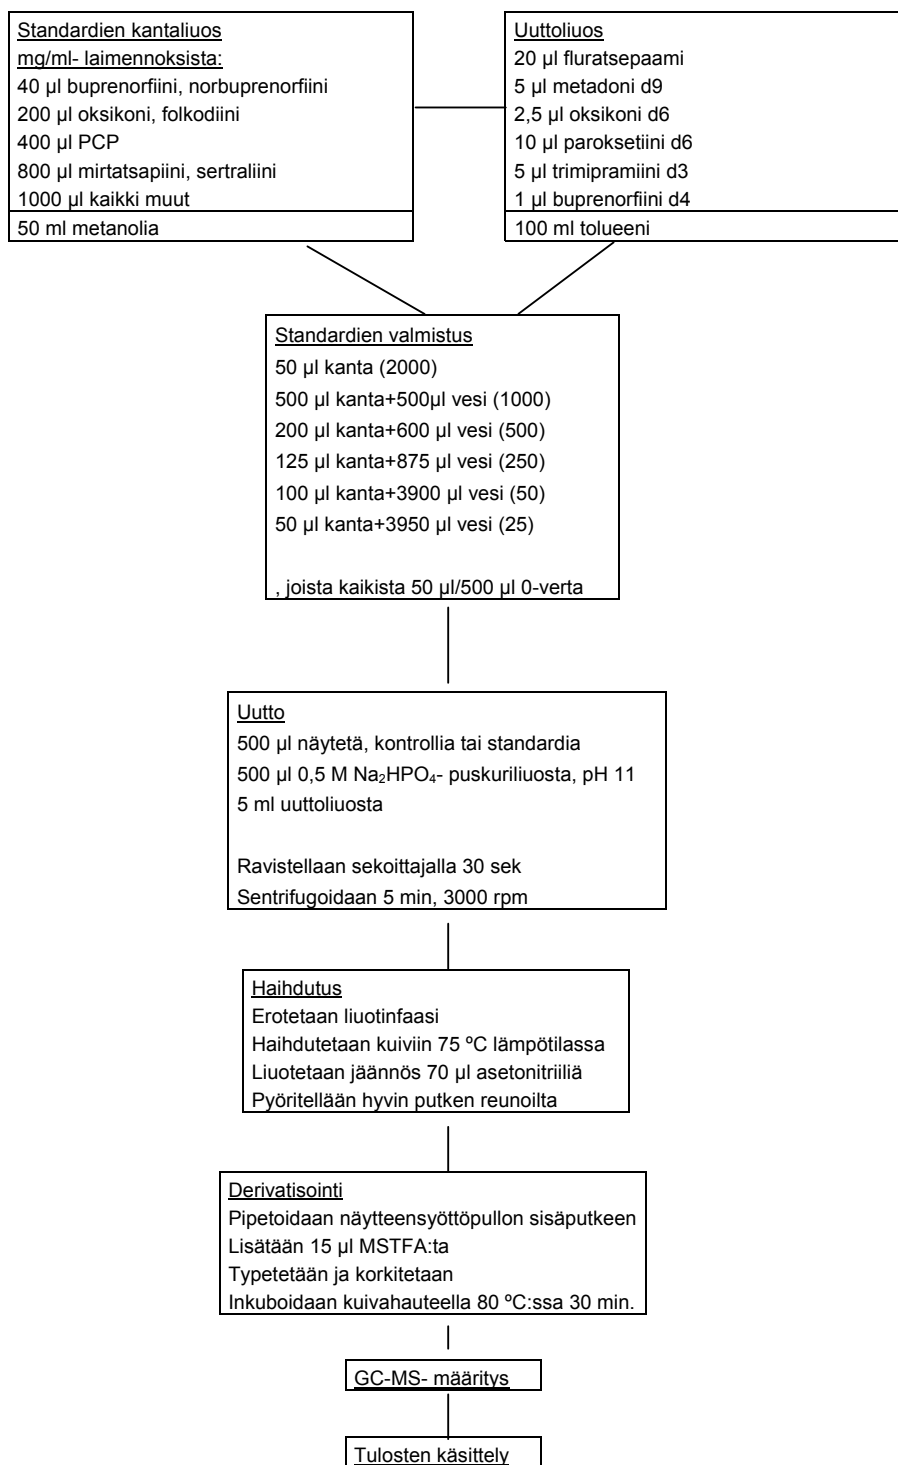 Standardien kantaliuos
mg/ml- laimennoksista:
40 µl buprenorfiini, norbuprenorfiini
200 µl oksikoni, folkodiini
400 µl PCP
800 µl mirtatsapiini, sertraliini
1000 µl kaikki muut
50 ml metanolia
Uuttoliuos
20 µl fluratsepaami
5 µl metadoni d9
2,5 µl oksikoni d6
10 µl paroksetiini d6
5 µl trimipramiini d3
1 µl buprenorfiini d4
100 ml tolueeni
Standardien valmistus
50 µl kanta (2000)
500 µl kanta+500µl vesi (1000)
200 µl kanta+600 µl vesi (500)
125 µl kanta+875 µl vesi (250)
100 µl kanta+3900 µl vesi (50)
50 µl kanta+3950 µl vesi (25)
, joista kaikista 50 µl/500 µl 0-verta
Uutto
500 µl näytetä, kontrollia tai standardia
500 µl 0,5 M Na₂HPO₄- puskuriliuosta, pH 11
5 ml uuttoliuosta
Ravistellaan sekoittajalla 30 sek
Sentrifugoidaan 5 min, 3000 rpm
Haihdutus
Erotetaan liuotinfaasi
Haihdutetaan kuiviin 75 ºC lämpötilassa
Liuotetaan jäännös 70 µl asetonitriiliä
Pyöritellään hyvin putken reunoilta
Derivatisointi
Pipetoidaan näytteensyöttöpullon sisäputkeen
Lisätään 15 µl MSTFA:ta
Typetetään ja korkitetaan
Inkuboidaan kuivahauteella 80 ºC:ssa 30 min.
GC-MS- määritys
Tulosten käsittely